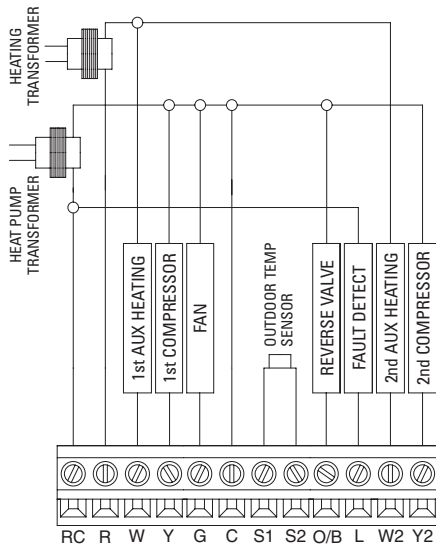 HEATING
TRANSFORMER
HEAT PUMP
TRANSFORMER
1st AUX HEATING
1st COMPRESSOR
FAN
OUTDOOR TEMP
SENSOR
REVERSE VALVE
FAULT DETECT
2nd AUX HEATING
2nd COMPRESSOR
RC R W Y G C S1 S2 O/B L W2 Y2